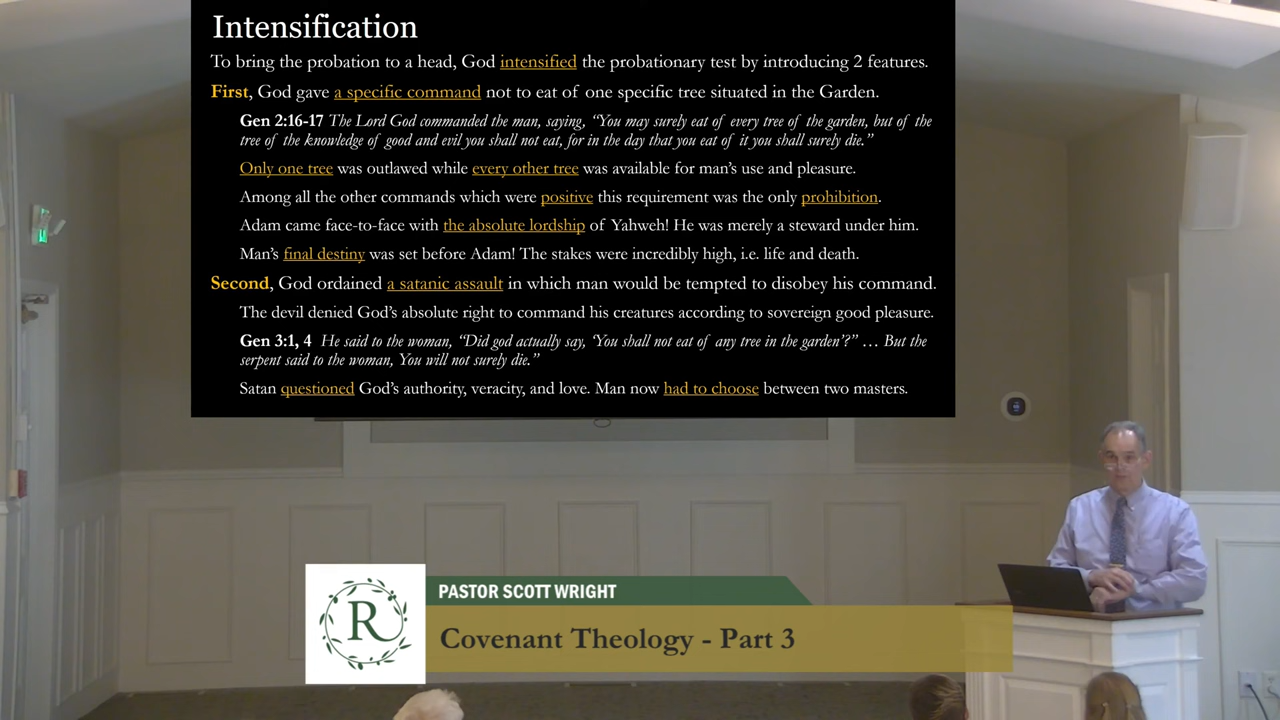 Intensification
To bring the probation to a head, God intensified the probationary test by introducing 2 features.
First, God gave a specific command not to eat of one specific tree situated in the Garden.
Gen 2:16-17 The Lord God commanded the man, saying, “You may surely eat of every tree of the garden, but of the
tree of the knowledge of good and evil you shall not eat, for in the day that you eat of it you shall surely die.”
Only one tree was outlawed while every other tree was available for man’s use and pleasure.
Among all the other commands which were positive this requirement was the only prohibition.
Adam came face-to-face with the absolute lordship of Yahweh! He was merely a steward under him.
Man’s final destiny was set before Adam! The stakes were incredibly high, i.e. life and death.
Second, God ordained a satanic assault in which man would be tempted to disobey his command.
The devil denied God’s absolute right to command his creatures according to sovereign good pleasure.
Gen 3:1, 4 He said to the woman, “Did god actually say, ‘You shall not eat of any tree in the garden’?” … But the
serpent said to the woman, You will not surely die.”
Satan questioned God’s authority, veracity, and love. Man now had to choose between two masters.
R
PASTOR SCOTT WRIGHT
Covenant Theology - Part 3